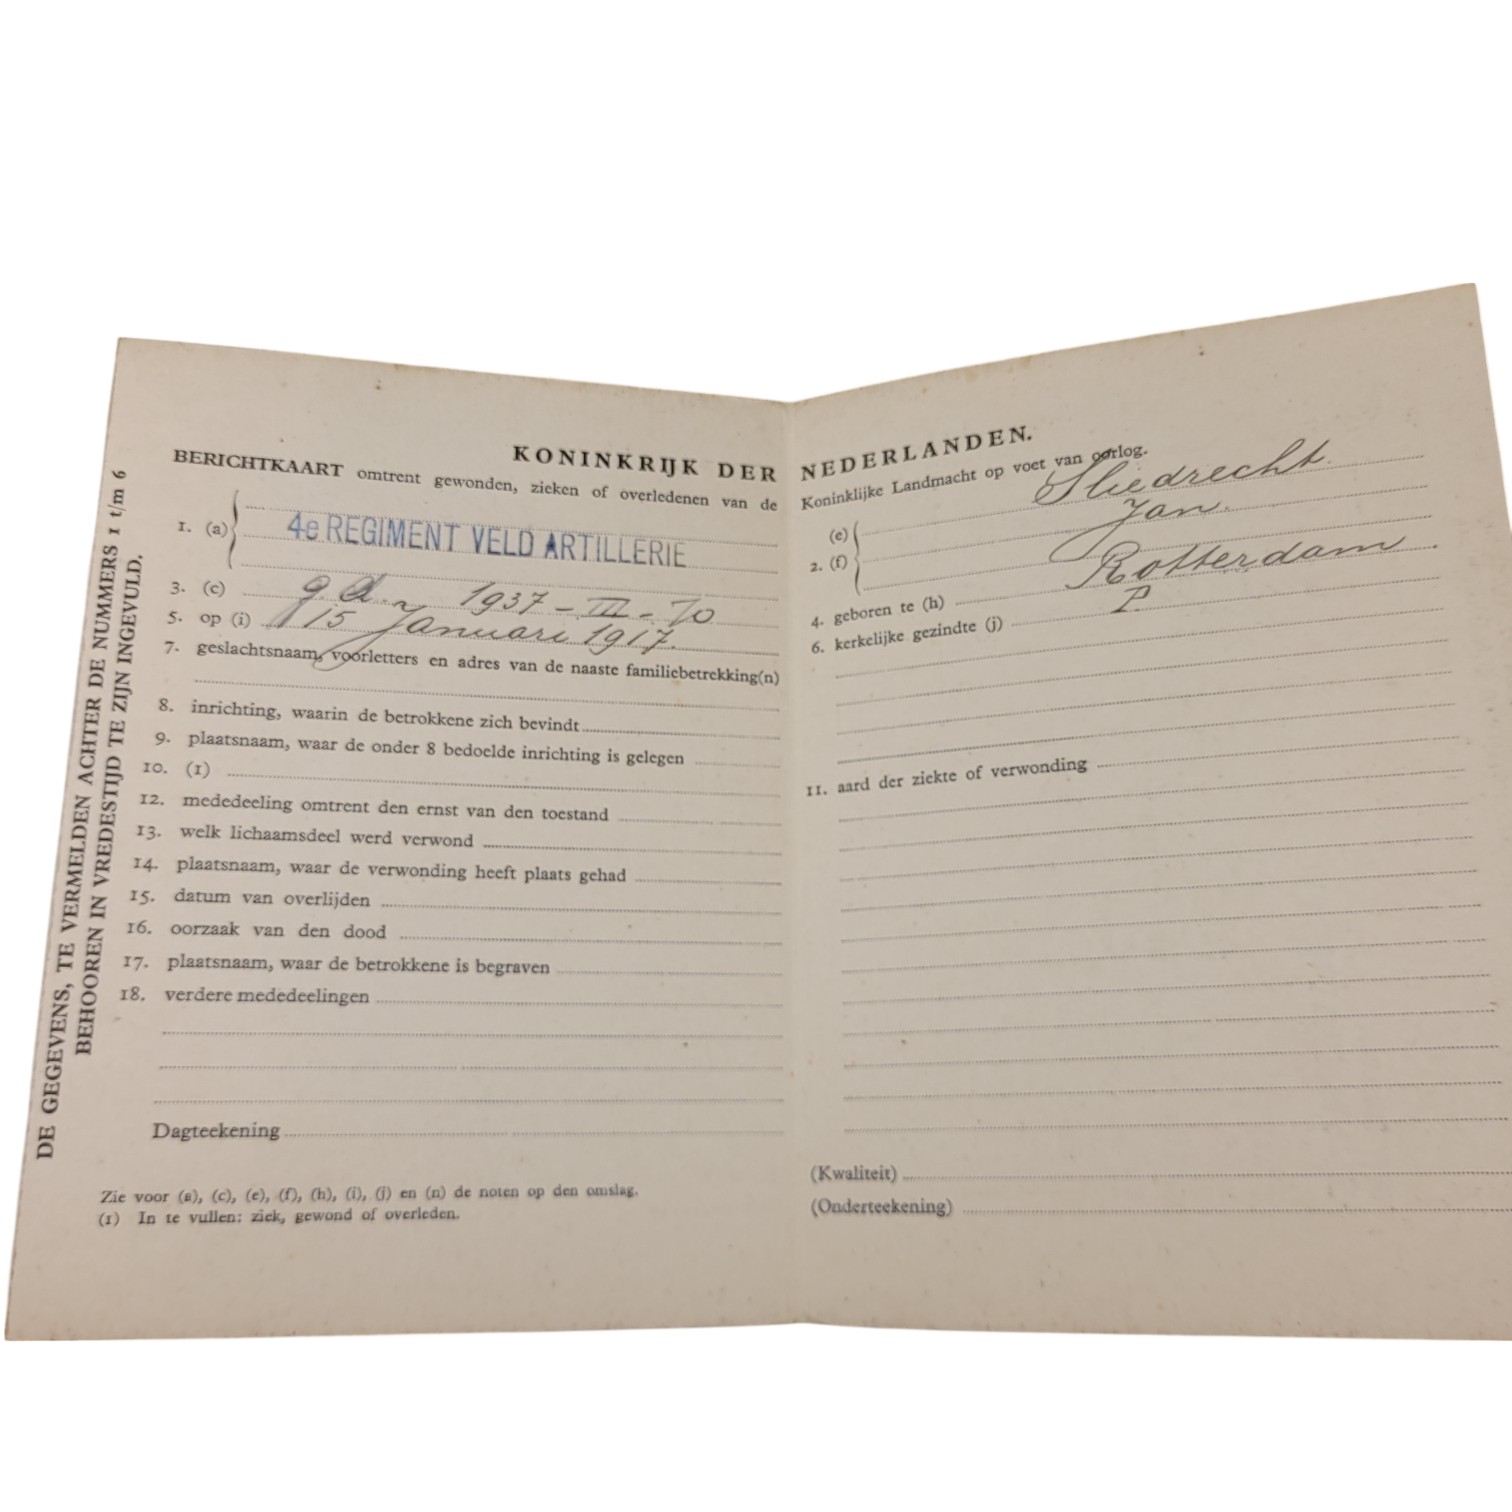 DE GEGEVENS, TE VERMELDEN ACHTER DE NUMMERS 1 t/m 6
BEHOOREN IN VREDESTIJD TE ZIJN INGEVULD.
KONINKRIJK DER NEDERLANDEN.
BERICHTKAART omtrent gewonden, zieken of overledenen van de Koninklijke Landmacht op voet van oorlog.
1. (a) 4e REGIMENT VELD ARTILLERIE
3. (c) 1937 - III - 70
5. op (i) 15 Januari 1917.
7. geslachtsnaam, voorletters en adres van de naaste familiebetrekking(n)
8. inrichting, waarin de betrokkene zich bevindt
9. plaatsnaam, waar de onder 8 bedoelde inrichting is gelegen
10. (1)
12. mededeeling omtrent den ernst van den toestand
13. welk lichaamsdeel werd verwond
14. plaatsnaam, waar de verwonding heeft plaats gehad
15. datum van overlijden
16. oorzaak van den dood
17. plaatsnaam, waar de betrokkene is begraven
18. verdere mededeelingen
Dagteekening
Zie voor (a), (c), (e), (f), (h), (i), (j) en (n) de noten op den omslag.
(1) In te vullen: ziek, gewond of overleden.
(e) Sliedrecht.
2. (f) Jan.
4. geboren te (h) Rotterdam.
6. kerkelijke gezindte (j) P.
11. aard der ziekte of verwonding
(Kwaliteit)
(Onderteekening)